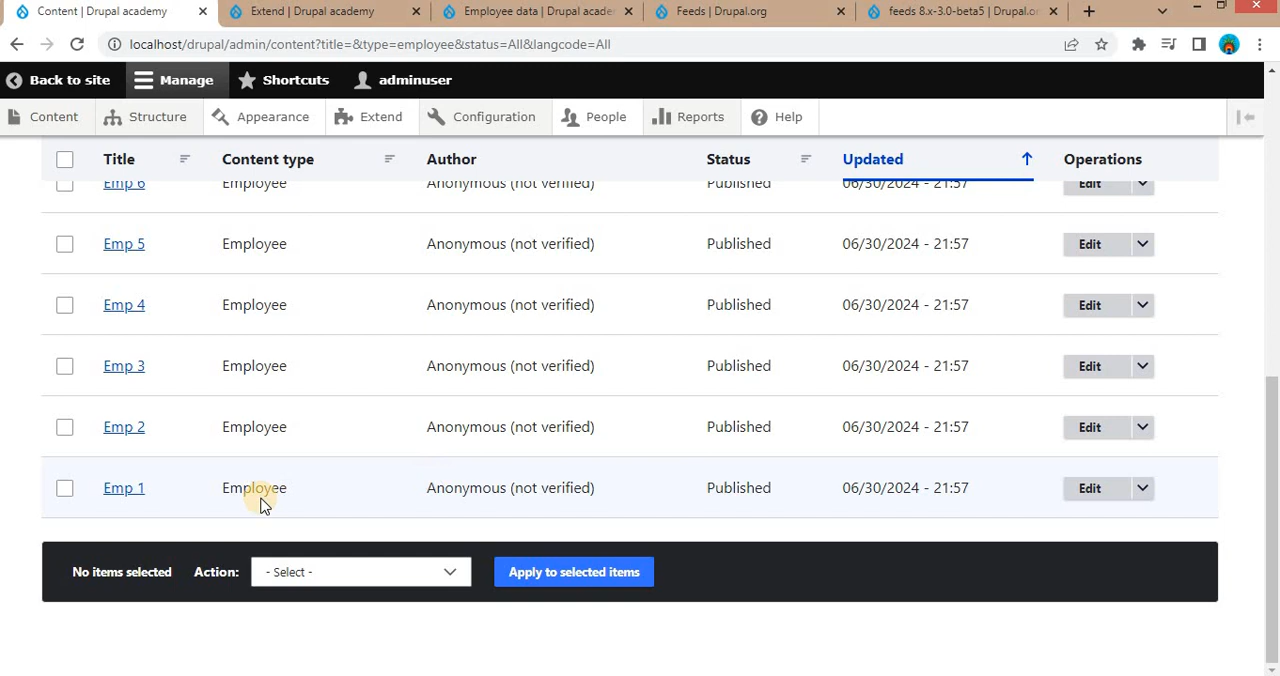 Content | Drupal academy
Extend | Drupal academy
Employee data | Drupal acade
Feeds | Drupal.org
feeds 8.x-3.0-beta5 | Drupal.or
localhost/drupal/admin/content?title=&type=employee&status=All&langcode=All
Back to site Manage Shortcuts adminuser
Content Structure Appearance Extend Configuration People Reports Help
Title Content type Author Status Updated Operations
Emp 6 Employee Anonymous (not verified) Published 06/30/2024 - 21:57 Edit
Emp 5 Employee Anonymous (not verified) Published 06/30/2024 - 21:57 Edit
Emp 4 Employee Anonymous (not verified) Published 06/30/2024 - 21:57 Edit
Emp 3 Employee Anonymous (not verified) Published 06/30/2024 - 21:57 Edit
Emp 2 Employee Anonymous (not verified) Published 06/30/2024 - 21:57 Edit
Emp 1 Employee Anonymous (not verified) Published 06/30/2024 - 21:57 Edit
No items selected Action: - Select - Apply to selected items